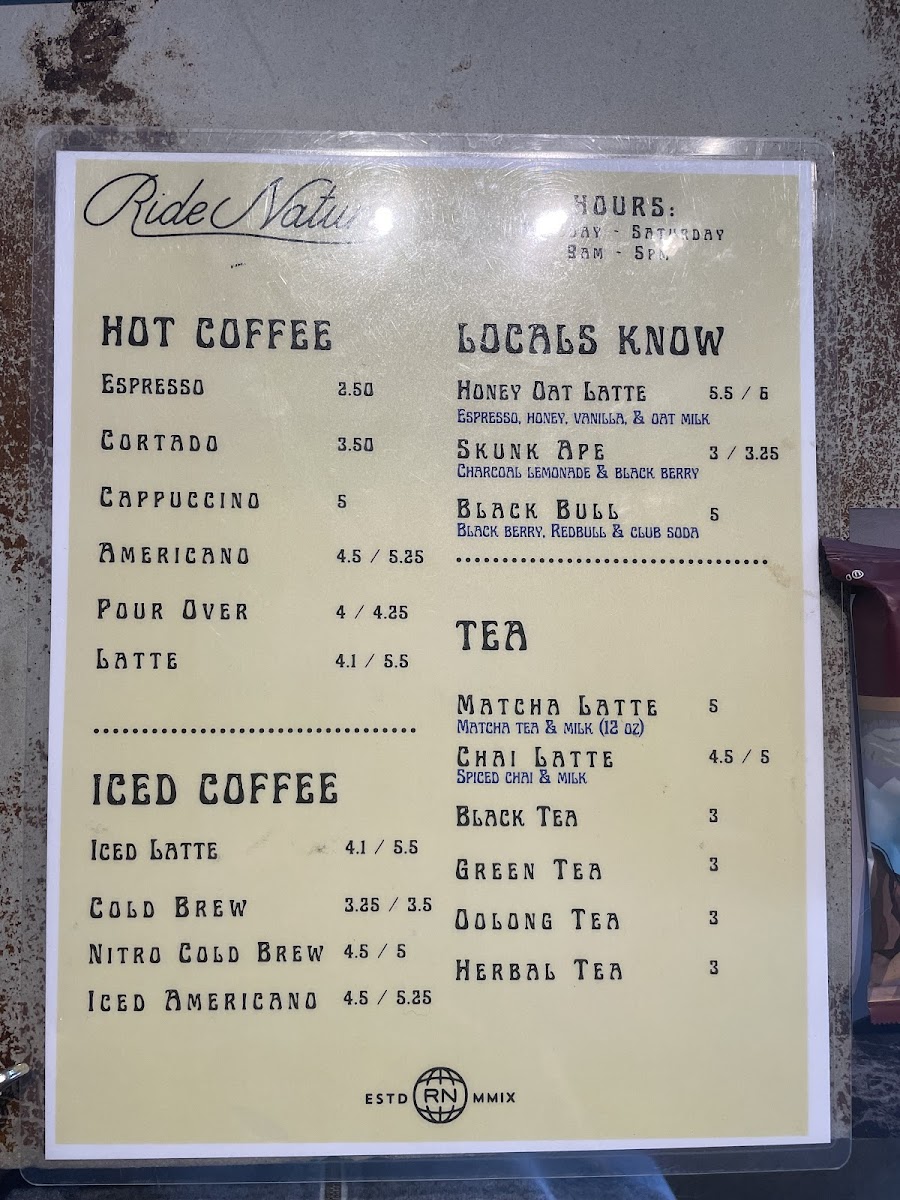 Ride Natu
HOURS:
DAY - SATURDAY
9AM - 5PM
HOT COFFEE
ESPRESSO 2.50
CORTADO 3.50
CAPPUCCINO 5
AMERICANO 4.5 / 5.25
POUR OVER 4 / 4.25
LATTE 4.1 / 5.5
ICED COFFEE
ICED LATTE 4.1 / 5.5
COLD BREW 3.25 / 3.5
NITRO COLD BREW 4.5 / 5
ICED AMERICANO 4.5 / 5.25
LOCALS KNOW
HONEY OAT LATTE 5.5 / 6
ESPRESSO, HONEY, VANILLA, & OAT MILK
SKUNK APE 3 / 3.25
CHARCOAL LEMONADE & BLACK BERRY
BLACK BULL 5
BLACK BERRY, REDBULL & CLUB SODA
TEA
MATCHA LATTE 5
MATCHA TEA & MILK (12 OZ)
CHAI LATTE 4.5 / 5
SPICED CHAI & MILK
BLACK TEA 3
GREEN TEA 3
OOLONG TEA 3
HERBAL TEA 3
ESTD RN MMIX